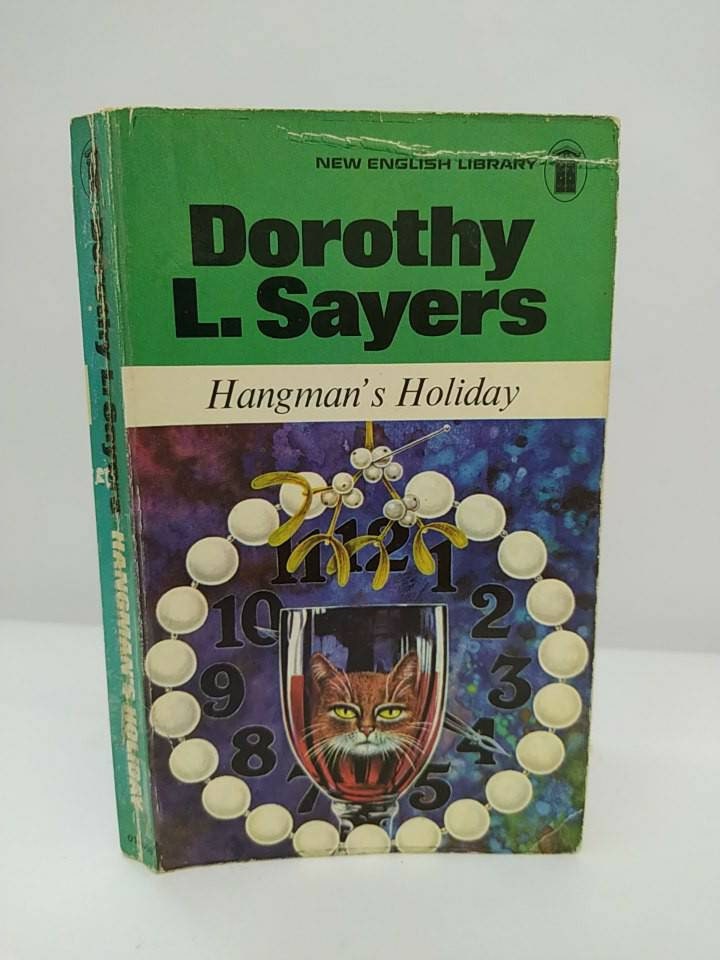 NEW ENGLISH LIBRARY
Dorothy
L. Sayers
Hangman's Holiday
11 12 1
10 2
9 3
8 4
7 5
Dorothy L. Sayers
HANGMAN'S HOLIDAY